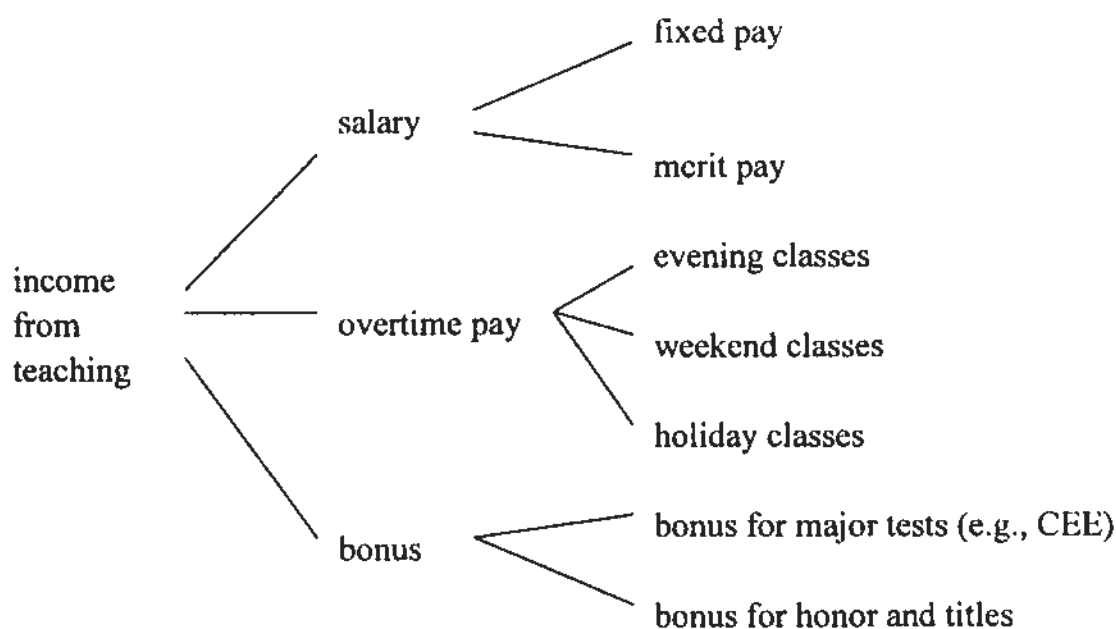 fixed pay
salary
merit pay
evening classes
income
from
teaching
overtime pay
weekend classes
holiday classes
bonus for major tests (e.g., CEE)
bonus
bonus for honor and titles